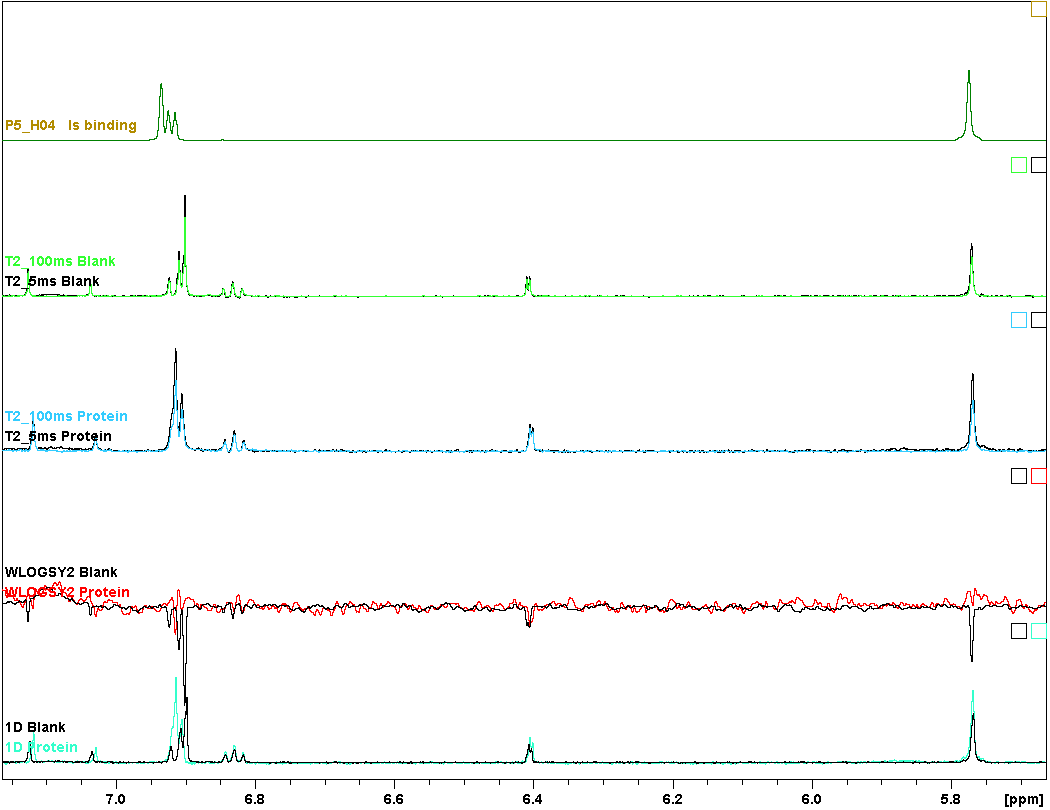 P5_H04 Is binding
T2_100ms Blank
T2_5ms Blank
T2_100ms Protein
T2_5ms Protein
WLOGSY2 Blank
WLOGSY2 Protein
1D Blank
1D Protein
7.0 6.8 6.6 6.4 6.2 6.0 5.8 [ppm]